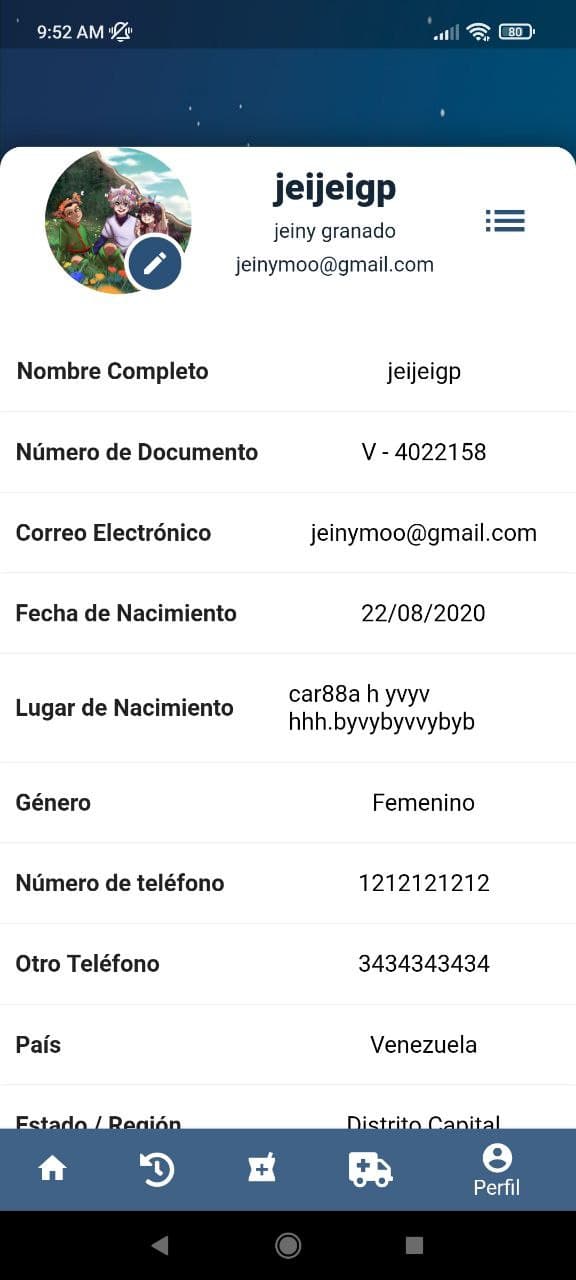 9:52 AM
80
jeijeigp
jeiny granado
jeinymoo@gmail.com
Nombre Completo jeijeigp
Número de Documento V - 4022158
Correo Electrónico jeinymoo@gmail.com
Fecha de Nacimiento 22/08/2020
Lugar de Nacimiento car88a h yvyv
hhh.byvybyvvybyb
Género Femenino
Número de teléfono 1212121212
Otro Teléfono 3434343434
País Venezuela
Estado / Región Distrito Capital
Perfil